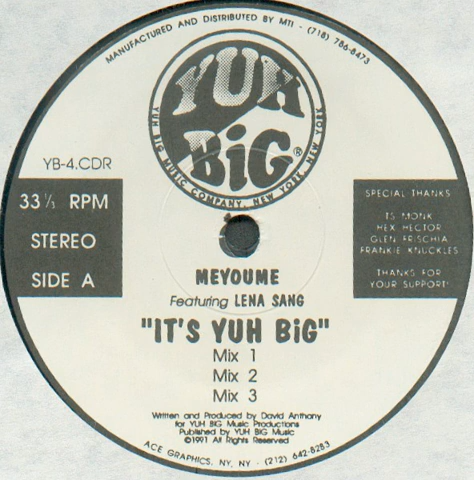 MANUFACTURED AND DISTRIBUTED BY MTI - (718) 786-8473
YUH
BiG®
YUH BIG MUSIC COMPANY, NEW YORK, NEW YORK
YB-4.CDR
33⅓ RPM
STEREO
SIDE A
SPECIAL THANKS
TS MONK
HEX HECTOR
GLEN FRISCHIA
FRANKIE KNUCKLES
THANKS FOR
YOUR SUPPORT!
MEYOUME
Featuring LENA SANG
"IT'S YUH BiG"
Mix 1
Mix 2
Mix 3
Written and Produced by David Anthony
for YUH BIG Music Productions
Published by YUH BIG Music
©1991 All Rights Reserved
ACE GRAPHICS, NY, NY - (212) 642-8283